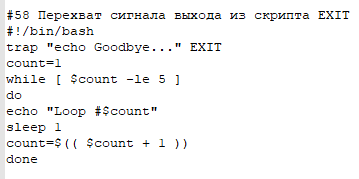 #58 Перехват сигнала выхода из скрипта EXIT
#!/bin/bash
trap "echo Goodbye..." EXIT
count=1
while [ $count -le 5 ]
do
echo "Loop #$count"
sleep 1
count=$(( $count + 1 ))
done